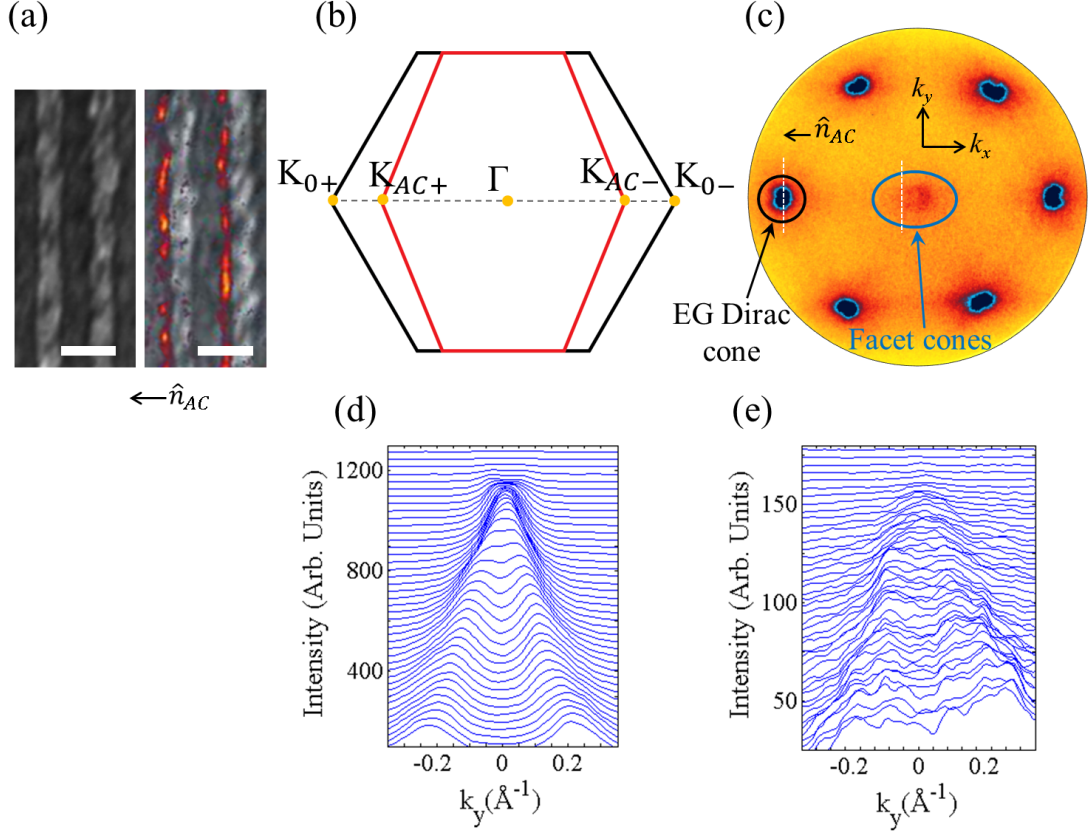 (a)
(b)
(c)
n̂AC
K0+
KAC+
Γ
KAC−
K0−
ky
n̂AC
kx
EG Dirac
cone
Facet cones
(d)
(e)
Intensity (Arb. Units)
1200
800
400
-0.2
0
0.2
ky(Å-1)
Intensity (Arb. Units)
150
100
50
-0.2
0
0.2
ky(Å-1)